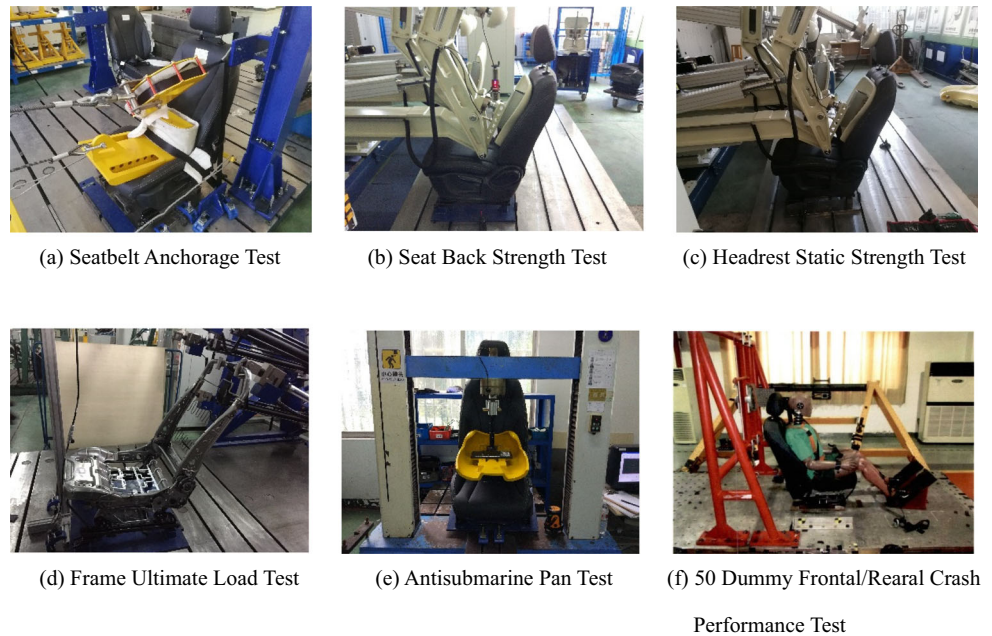 (a) Seatbelt Anchorage Test
(b) Seat Back Strength Test
(c) Headrest Static Strength Test
(d) Frame Ultimate Load Test
(e) Antisubmarine Pan Test
(f) 50 Dummy Frontal/Rearal Crash
Performance Test